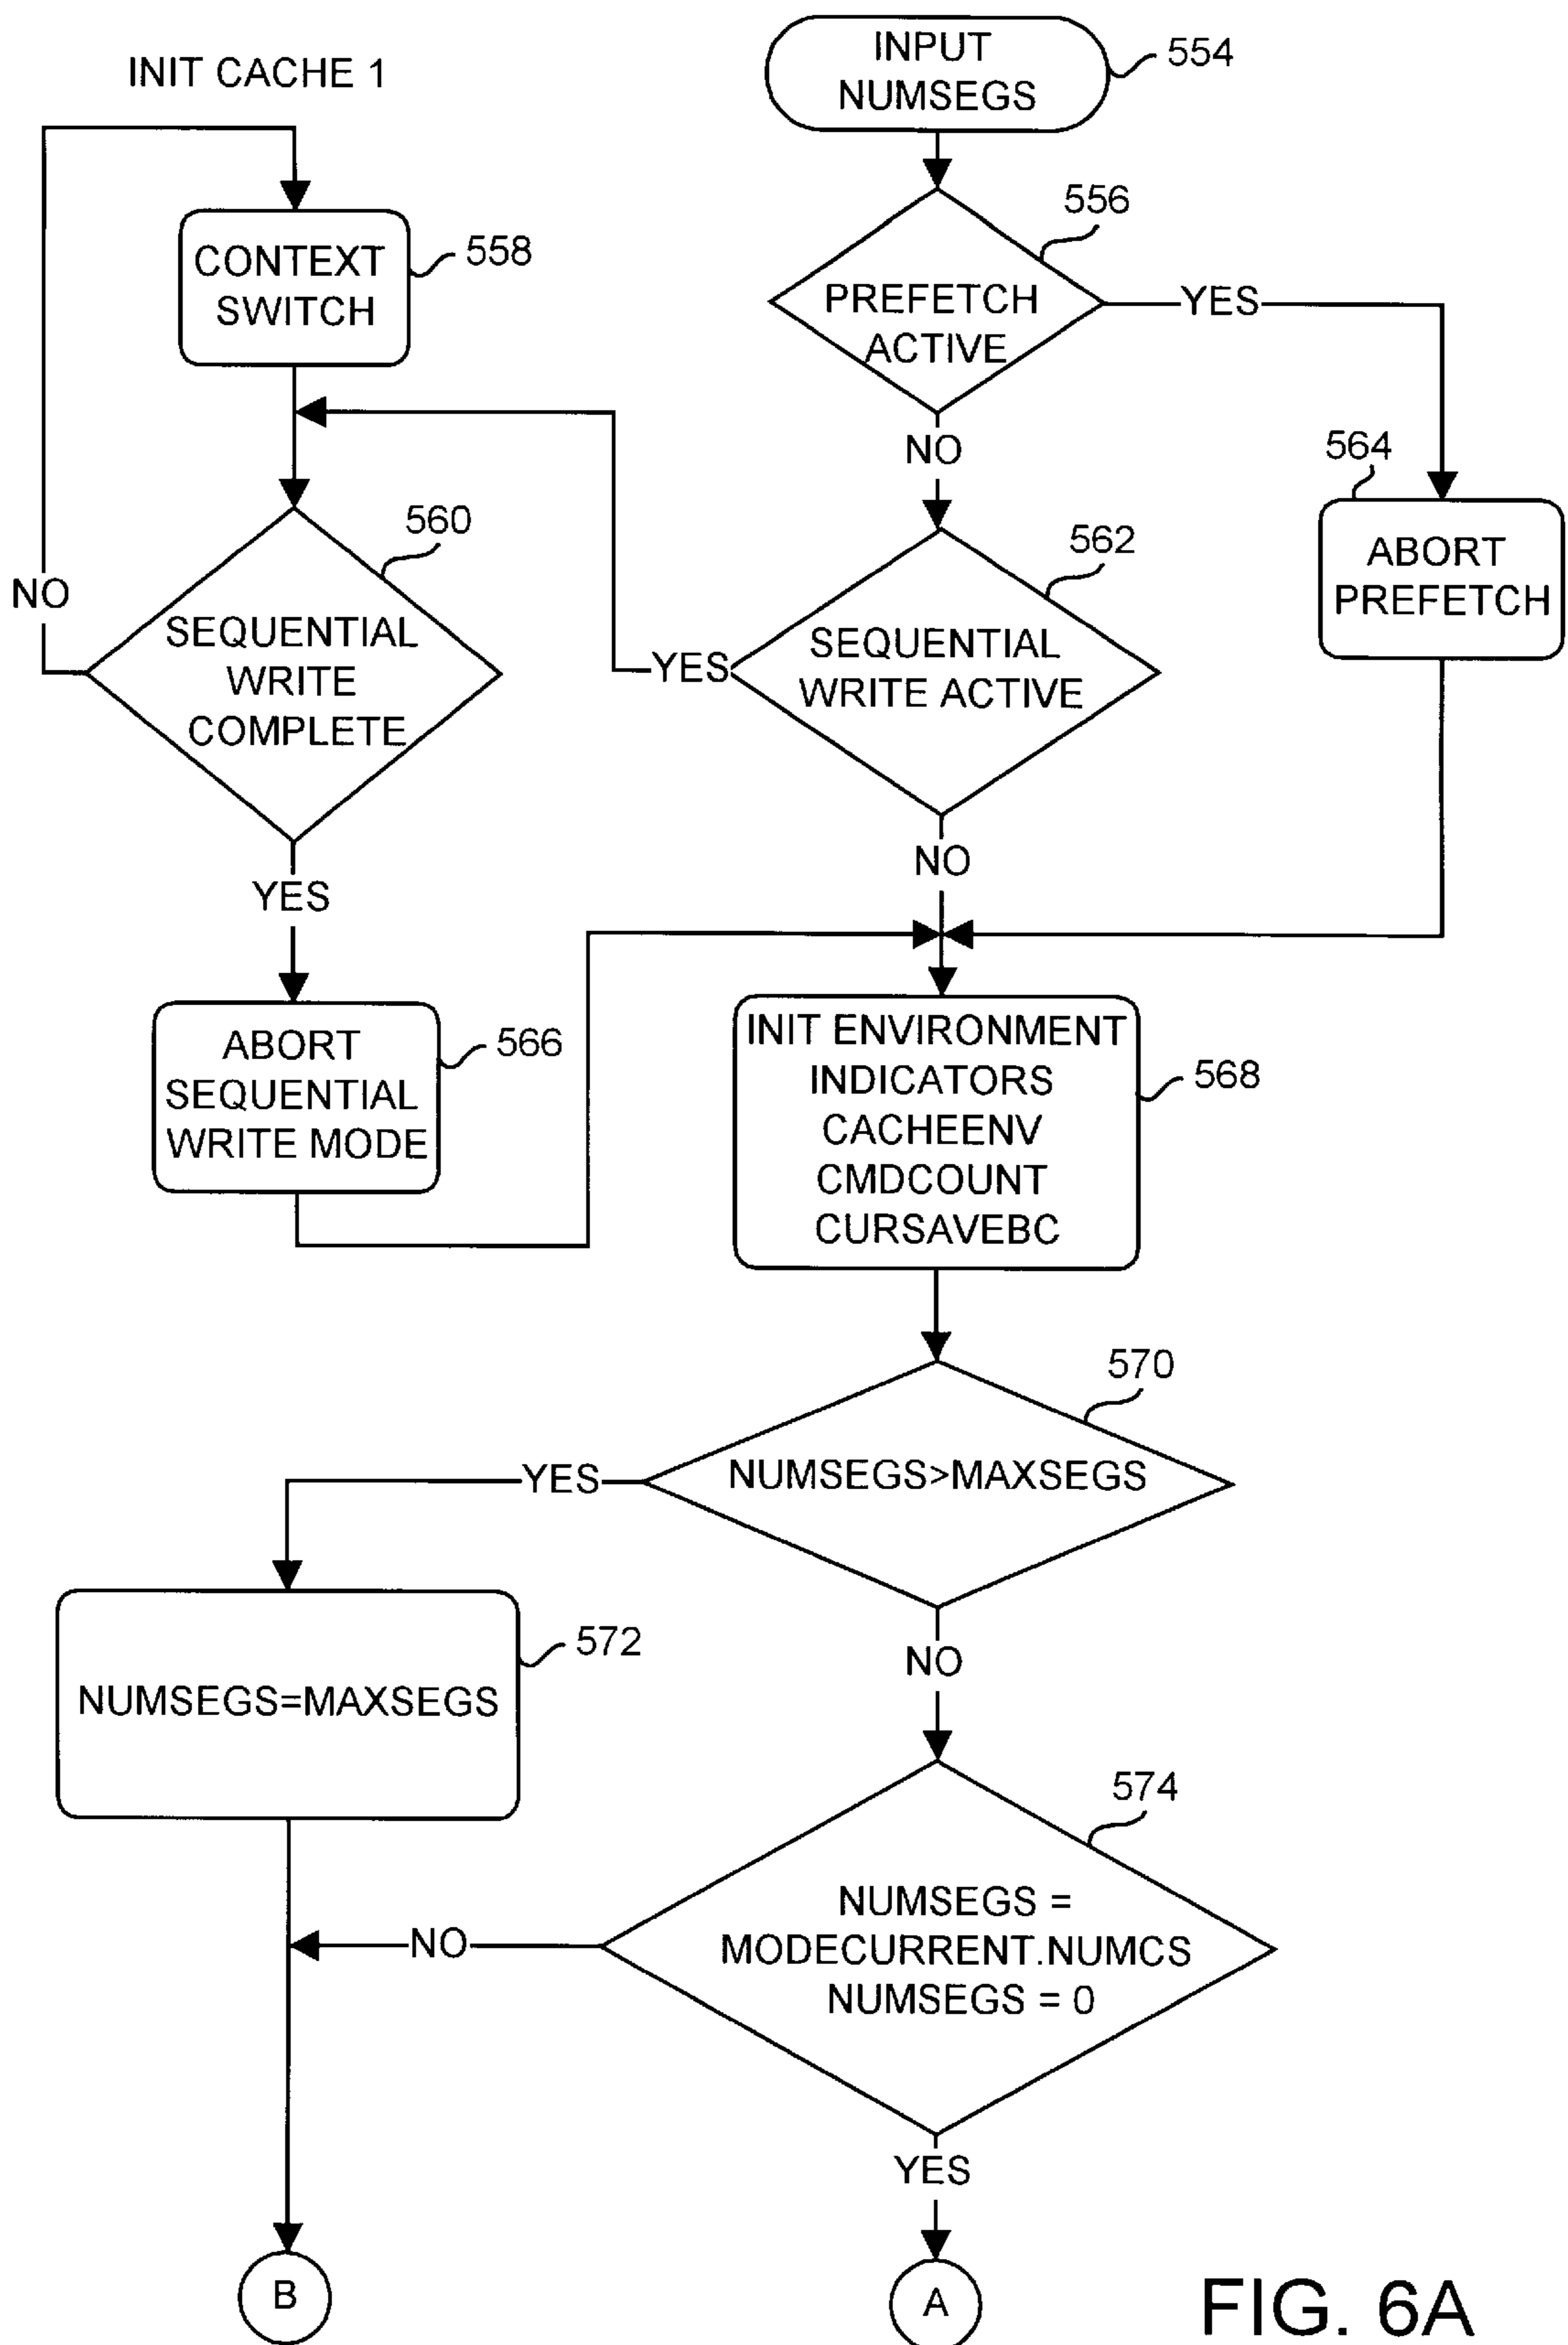 INIT CACHE 1
INPUT
NUMSEGS
554
556
PREFETCH
ACTIVE
YES
NO
CONTEXT
SWITCH
558
564
ABORT
PREFETCH
560
SEQUENTIAL
WRITE
COMPLETE
NO
YES
562
SEQUENTIAL
WRITE ACTIVE
YES
NO
ABORT
SEQUENTIAL
WRITE MODE
566
INIT ENVIRONMENT
INDICATORS
CACHEENV
CMDCOUNT
CURSAVEBC
568
570
NUMSEGS>MAXSEGS
YES
NO
572
NUMSEGS=MAXSEGS
574
NUMSEGS =
MODECURRENT.NUMCS
NUMSEGS = 0
NO
YES
B
A
FIG. 6A